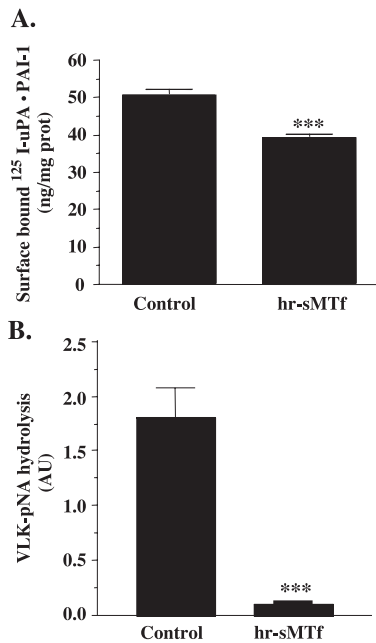 A.
Surface bound ¹²⁵ I-uPA • PAI-1
(ng/mg prot)
60
50
40
30
20
10
0
***
Control
hr-sMTf
B.
VLK-pNA hydrolysis
(AU)
2.5
2.0
1.5
1.0
0.5
0.0
***
Control
hr-sMTf